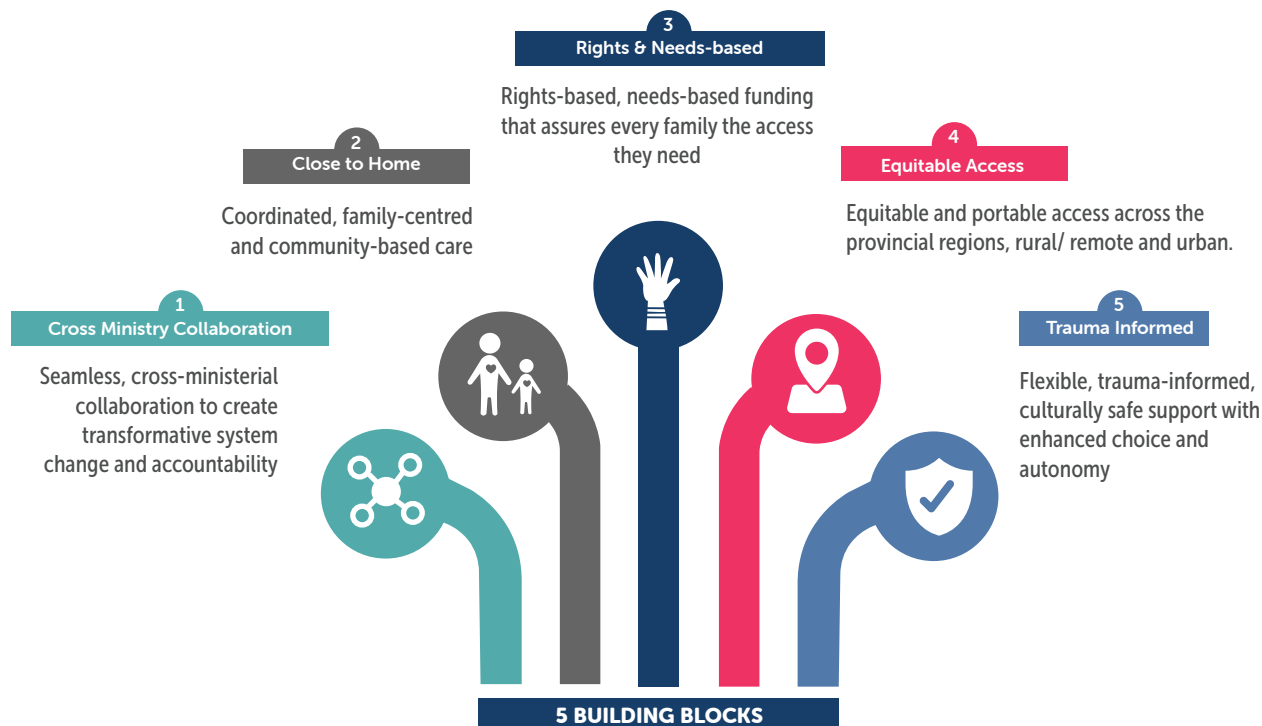 1
Cross Ministry Collaboration
Seamless, cross-ministerial
collaboration to create
transformative system
change and accountability
2
Close to Home
Coordinated, family-centred
and community-based care
3
Rights & Needs-based
Rights-based, needs-based funding
that assures every family the access
they need
4
Equitable Access
Equitable and portable access across the
provincial regions, rural/ remote and urban.
5
Trauma Informed
Flexible, trauma-informed,
culturally safe support with
enhanced choice and
autonomy
5 BUILDING BLOCKS